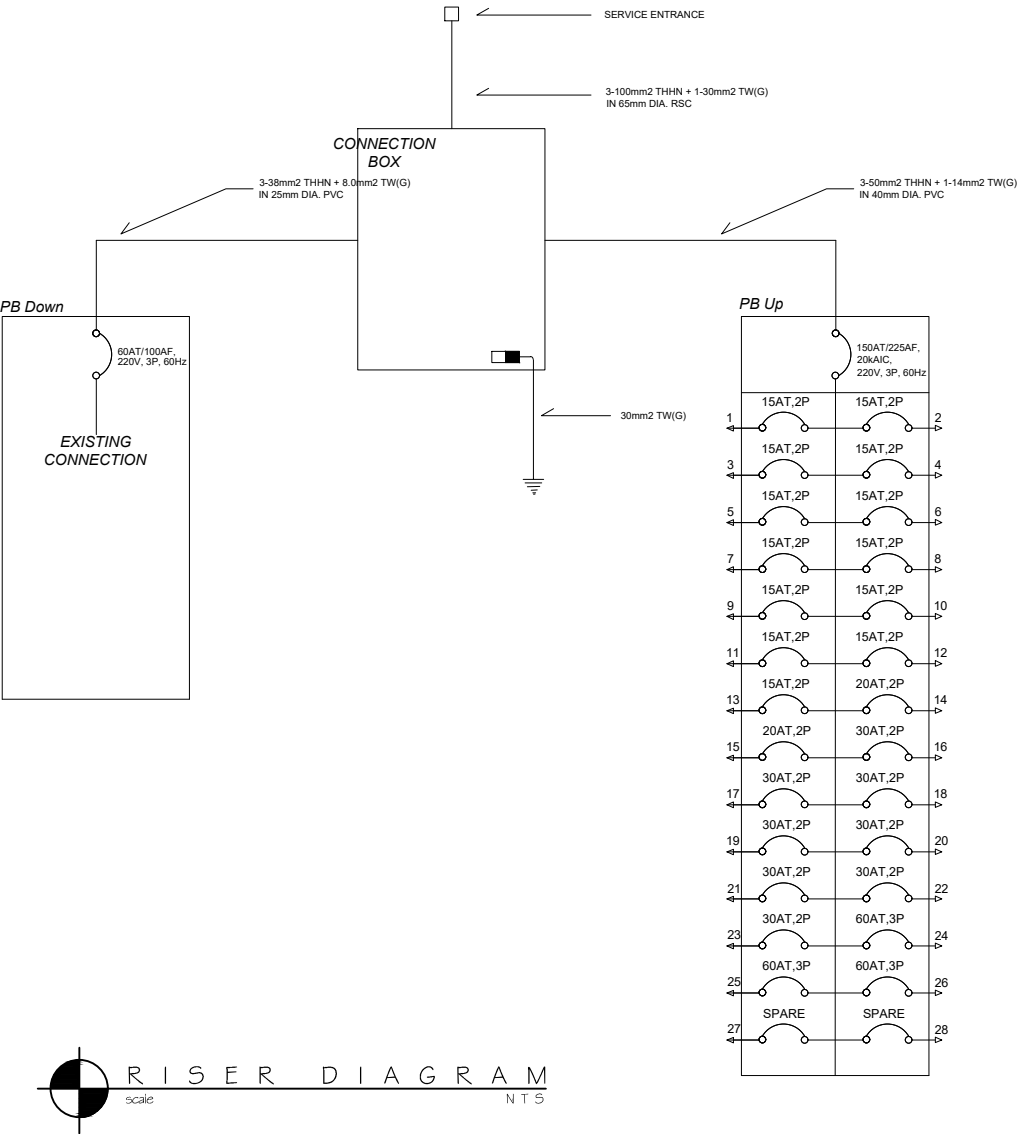 SERVICE ENTRANCE
3-100mm2 THHN + 1-30mm2 TW(G)
IN 65mm DIA. RSC
CONNECTION
BOX
3-38mm2 THHN + 8.0mm2 TW(G)
IN 25mm DIA. PVC
3-50mm2 THHN + 1-14mm2 TW(G)
IN 40mm DIA. PVC
PB Down
60AT/100AF,
220V, 3P, 60Hz
EXISTING
CONNECTION
30mm2 TW(G)
PB Up
150AT/225AF,
20kAIC,
220V, 3P, 60Hz
15AT,2P 15AT,2P
1 2
15AT,2P 15AT,2P
3 4
15AT,2P 15AT,2P
5 6
15AT,2P 15AT,2P
7 8
15AT,2P 15AT,2P
9 10
15AT,2P 15AT,2P
11 12
15AT,2P 20AT,2P
13 14
20AT,2P 30AT,2P
15 16
30AT,2P 30AT,2P
17 18
30AT,2P 30AT,2P
19 20
30AT,2P 30AT,2P
21 22
30AT,2P 60AT,3P
23 24
60AT,3P 60AT,3P
25 26
SPARE SPARE
27 28
RISER DIAGRAM
scale NTS